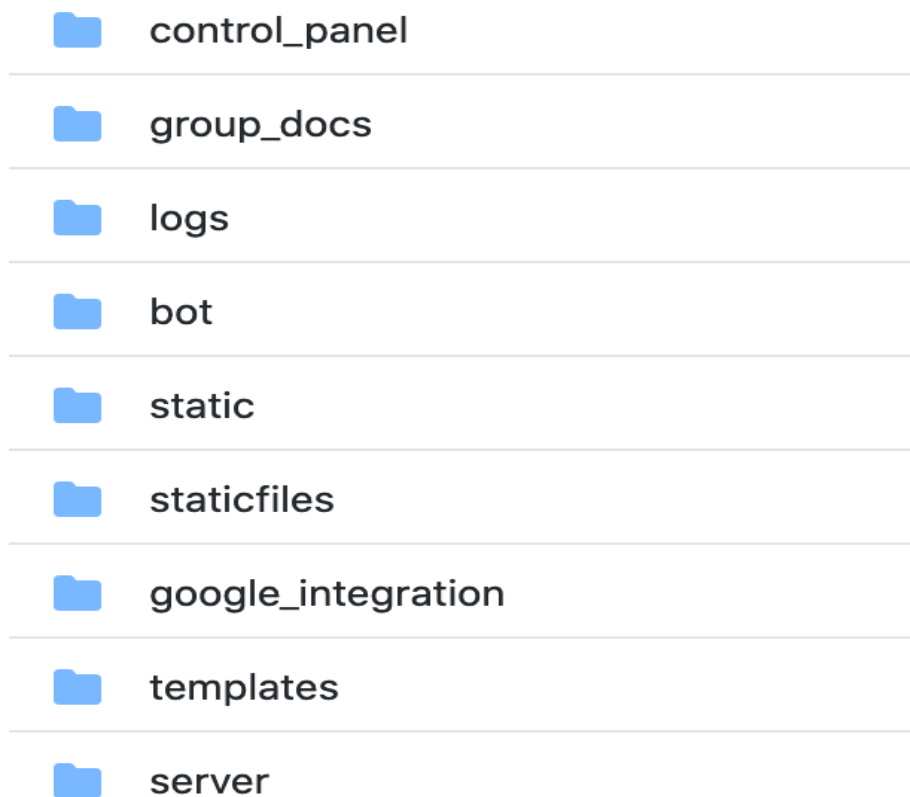 control_panel
group_docs
logs
bot
static
staticfiles
google_integration
templates
server